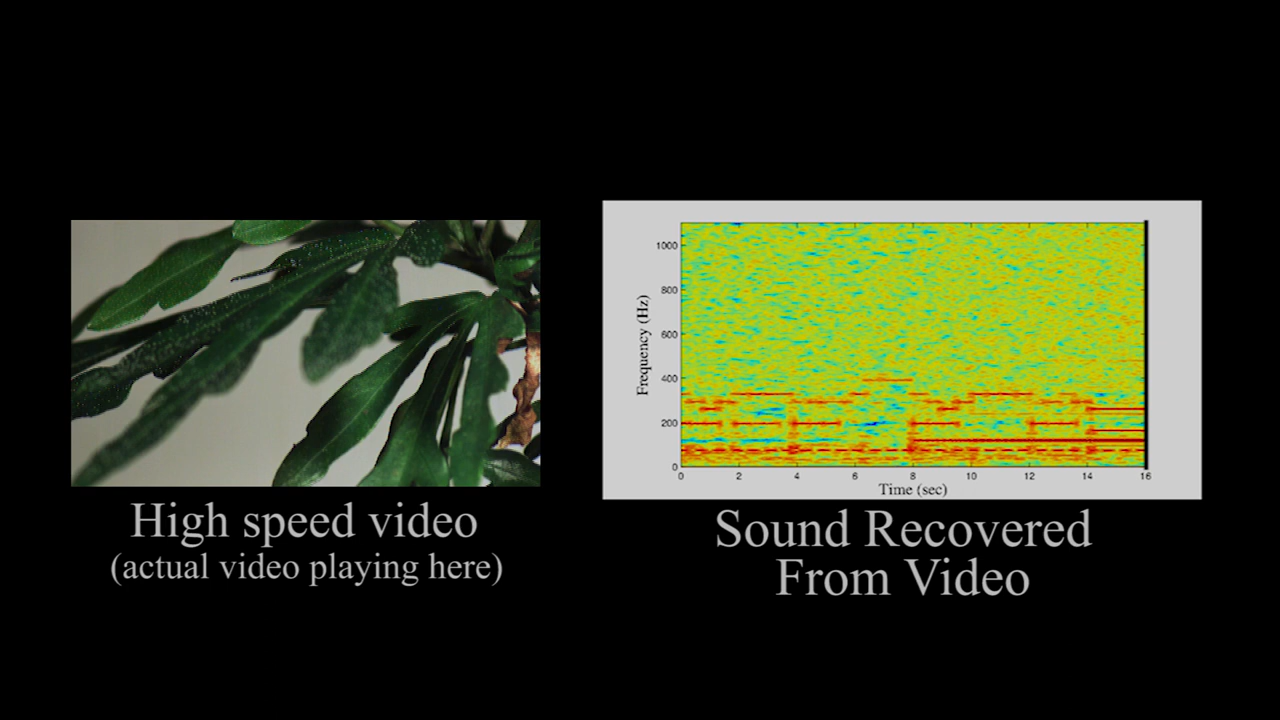 High speed video
(actual video playing here)
Frequency (Hz)
1000
800
600
400
200
0
0 2 4 6 8 10 12 14 16
Time (sec)
Sound Recovered
From Video